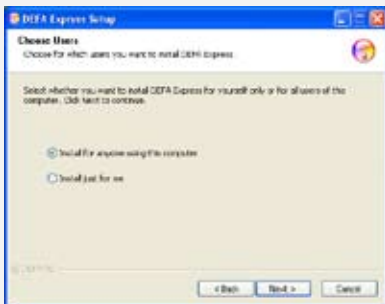 DEFA Express Setup
Choose Users
Choose for which users you want to install DEFA Express
Select whether you want to install DEFA Express for yourself only or for all users of the
computer. Click Next to continue.
Install for anyone using this computer
Install just for me
< Back
Next >
Cancel